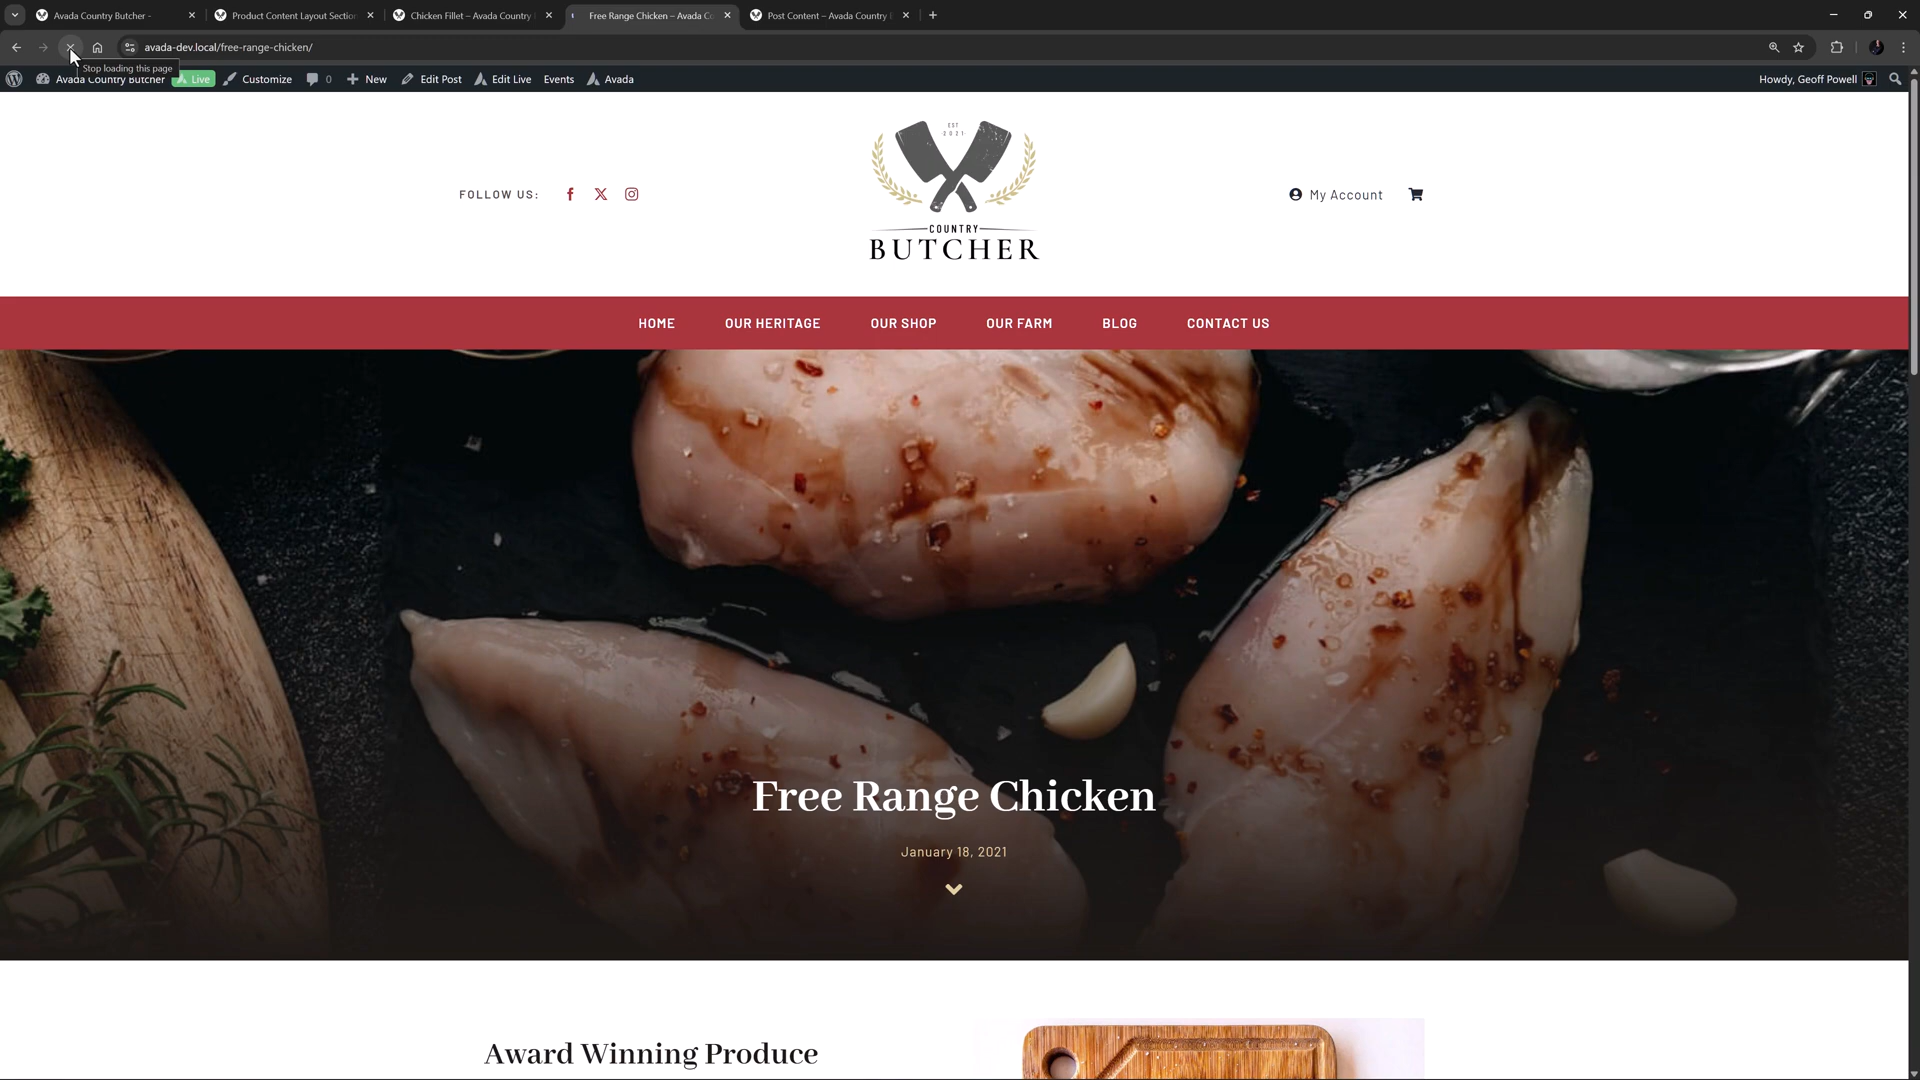 Avada Country Butcher -
Product Content Layout Sectio
Chicken Fillet – Avada Country
Free Range Chicken – Avada Co
Post Content – Avada Country
avada-dev.local/free-range-chicken/
Stop loading this page
Avada Country Butcher
Live
Customize
0
New
Edit Post
Edit Live
Events
Avada
Howdy, Geoff Powell
FOLLOW US:
EST
2021
COUNTRY
BUTCHER
My Account
HOME
OUR HERITAGE
OUR SHOP
OUR FARM
BLOG
CONTACT US
Free Range Chicken
January 18, 2021
Award Winning Produce